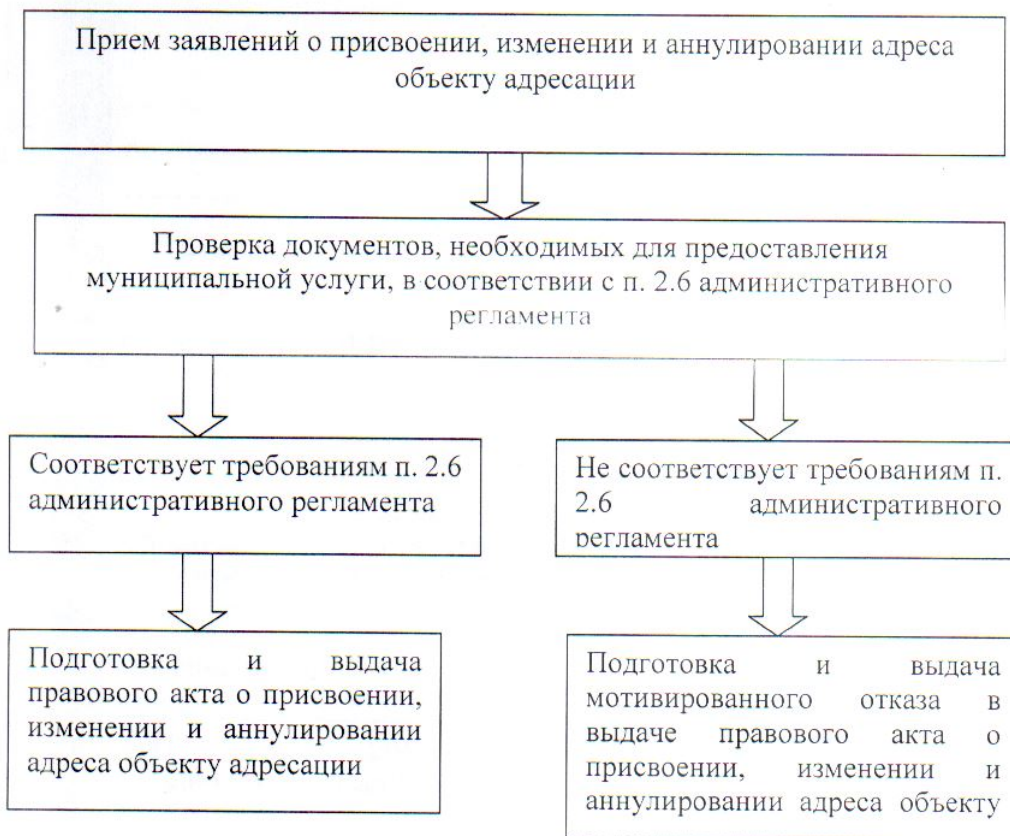 Прием заявлений о присвоении, изменении и аннулировании адреса
объекту адресации
Проверка документов, необходимых для предоставления
муниципальной услуги, в соответствии с п. 2.6 административного
регламента
Соответствует требованиям п. 2.6
административного регламента
Не соответствует требованиям п.
2.6 административного
регламента
Подготовка и выдача
правового акта о присвоении,
изменении и аннулировании
адреса объекту адресации
Подготовка и выдача
мотивированного отказа в
выдаче правового акта о
присвоении, изменении и
аннулировании адреса объекту